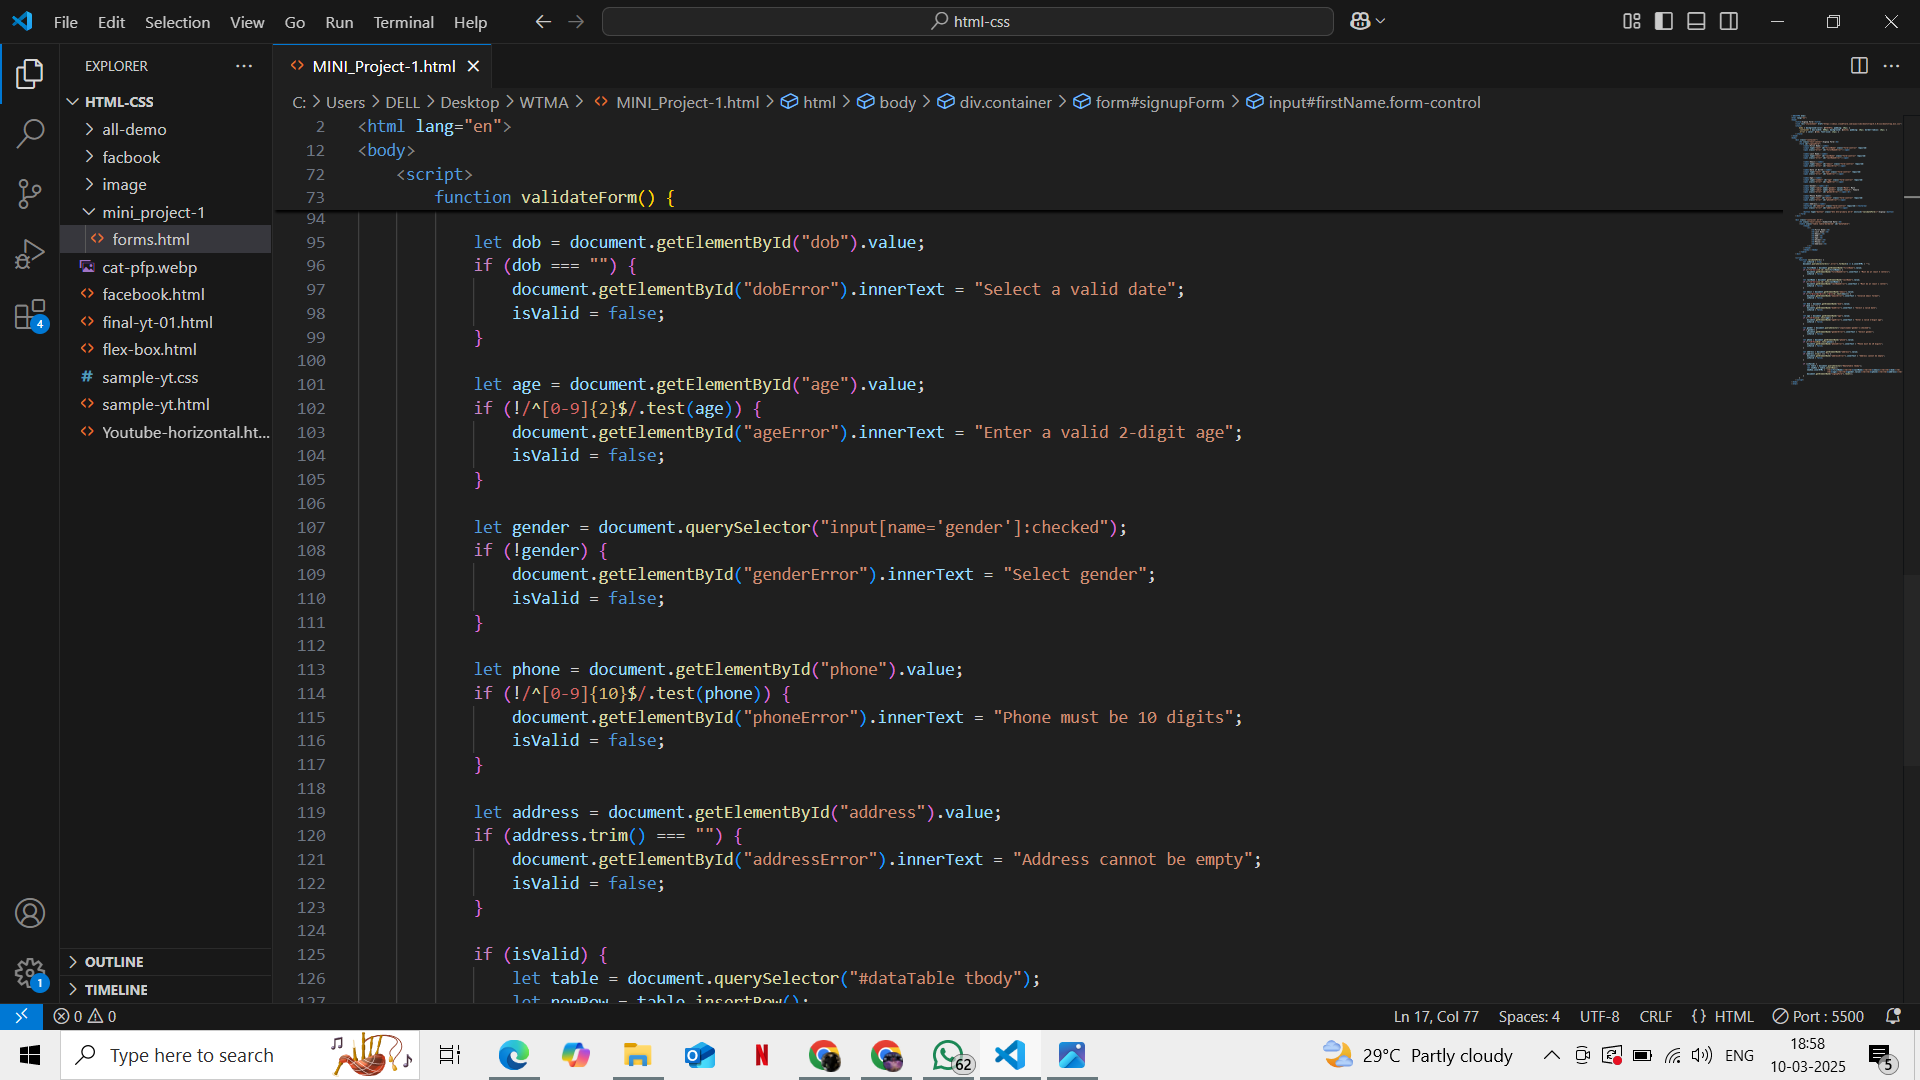 File Edit Selection View Go Run Terminal Help
html-css
EXPLORER
HTML-CSS
all-demo
facbook
image
mini_project-1
forms.html
cat-pfp.webp
facebook.html
final-yt-01.html
flex-box.html
sample-yt.css
sample-yt.html
Youtube-horizontal.ht...
OUTLINE
TIMELINE
4
1
MINI_Project-1.html
C: > Users > DELL > Desktop > WTMA > MINI_Project-1.html > html > body > div.container > form#signupForm > input#firstName.form-control
2 <html lang="en">
12 <body>
72 <script>
73 function validateForm() {
94
95 let dob = document.getElementById("dob").value;
96 if (dob === "") {
97 document.getElementById("dobError").innerText = "Select a valid date";
98 isValid = false;
99 }
100
101 let age = document.getElementById("age").value;
102 if (!/^[0-9]{2}$/.test(age)) {
103 document.getElementById("ageError").innerText = "Enter a valid 2-digit age";
104 isValid = false;
105 }
106
107 let gender = document.querySelector("input[name='gender']:checked");
108 if (!gender) {
109 document.getElementById("genderError").innerText = "Select gender";
110 isValid = false;
111 }
112
113 let phone = document.getElementById("phone").value;
114 if (!/^[0-9]{10}$/.test(phone)) {
115 document.getElementById("phoneError").innerText = "Phone must be 10 digits";
116 isValid = false;
117 }
118
119 let address = document.getElementById("address").value;
120 if (address.trim() === "") {
121 document.getElementById("addressError").innerText = "Address cannot be empty";
122 isValid = false;
123 }
124
125 if (isValid) {
126 let table = document.querySelector("#dataTable tbody");
127 let newRow = table.insertRow();
0 0
Ln 17, Col 77 Spaces: 4 UTF-8 CRLF {} HTML Port : 5500
Type here to search
62
29°C Partly cloudy
ENG
18:58
10-03-2025
5